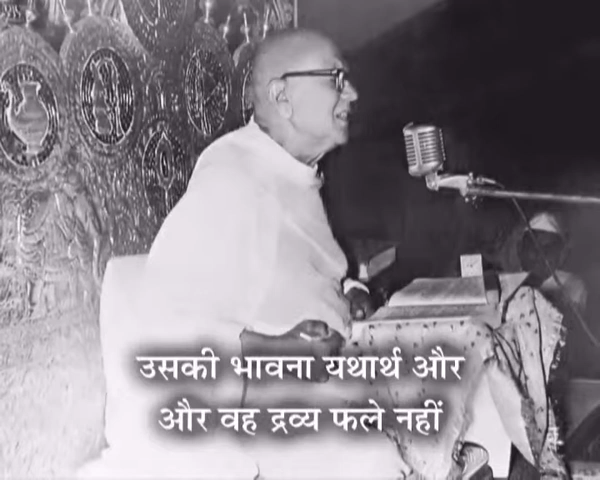 उसकी भावना यथार्थ और
और वह द्रव्य फले नहीं